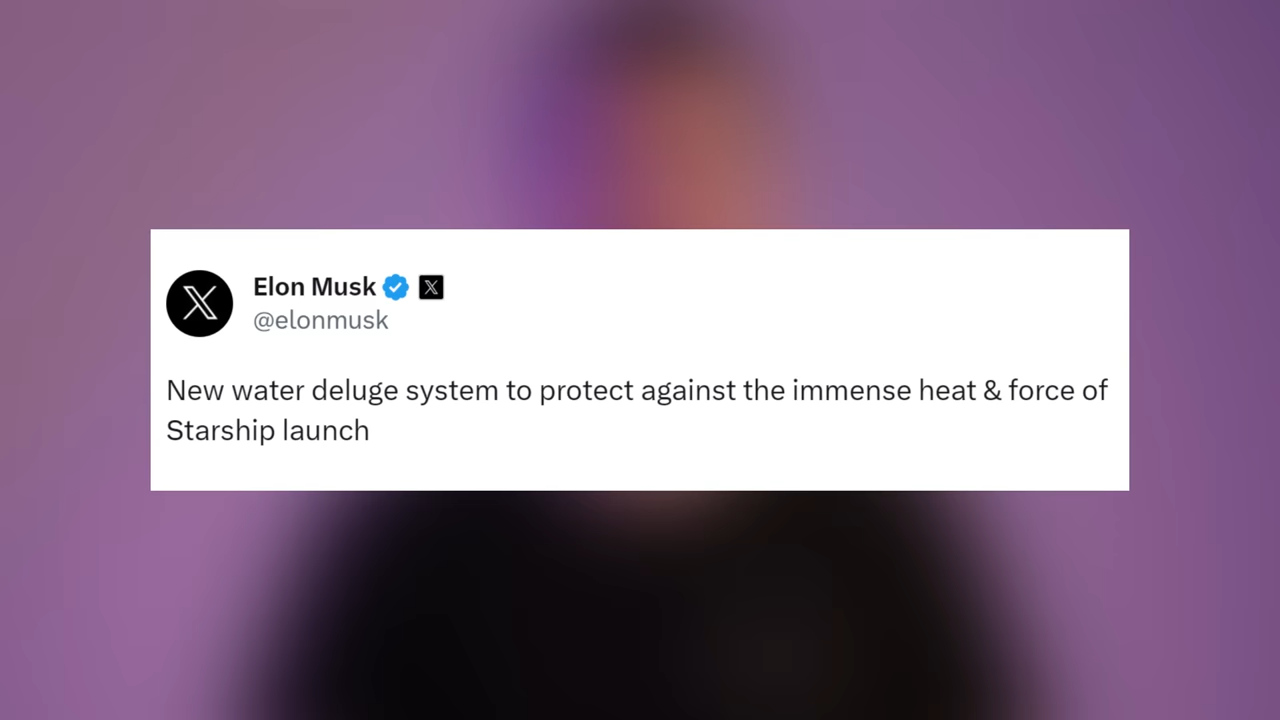 Elon Musk
@elonmusk
New water deluge system to protect against the immense heat & force of
Starship launch